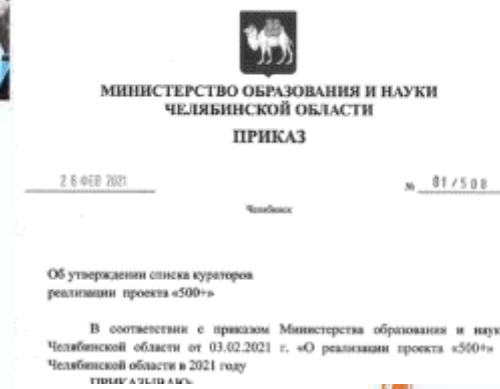 МИНИСТЕРСТВО ОБРАЗОВАНИЯ И НАУКИ
ЧЕЛЯБИНСКОЙ ОБЛАСТИ
ПРИКАЗ
26 ФЕВ 2021
№ 01/508
Челябинск
Об утверждении списка кураторов
реализации проекта «500+»
В соответствии с приказом Министерства образования и наук
Челябинской области от 03.02.2021 г. «О реализации проекта «500+»
Челябинской области в 2021 году
ПРИКАЗЫВАЮ: